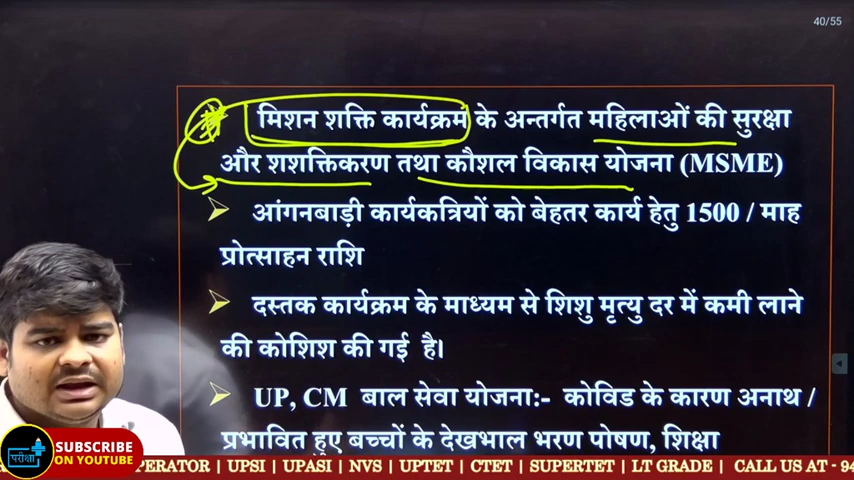 40/55
मिशन शक्ति कार्यक्रम के अन्तर्गत महिलाओं की सुरक्षा
और शशक्तिकरण तथा कौशल विकास योजना (MSME)
आंगनबाड़ी कार्यकत्रियों को बेहतर कार्य हेतु 1500 / माह
प्रोत्साहन राशि
दस्तक कार्यक्रम के माध्यम से शिशु मृत्यु दर में कमी लाने
की कोशिश की गई है।
UP, CM बाल सेवा योजना:- कोविड के कारण अनाथ /
प्रभावित हुए बच्चों के देखभाल भरण पोषण, शिक्षा
परीक्षा
SUBSCRIBE
ON YOUTUBE
PERATOR | UPSI | UPASI | NVS | UPTET | CTET | SUPERTET | LT GRADE | CALL US AT - 94